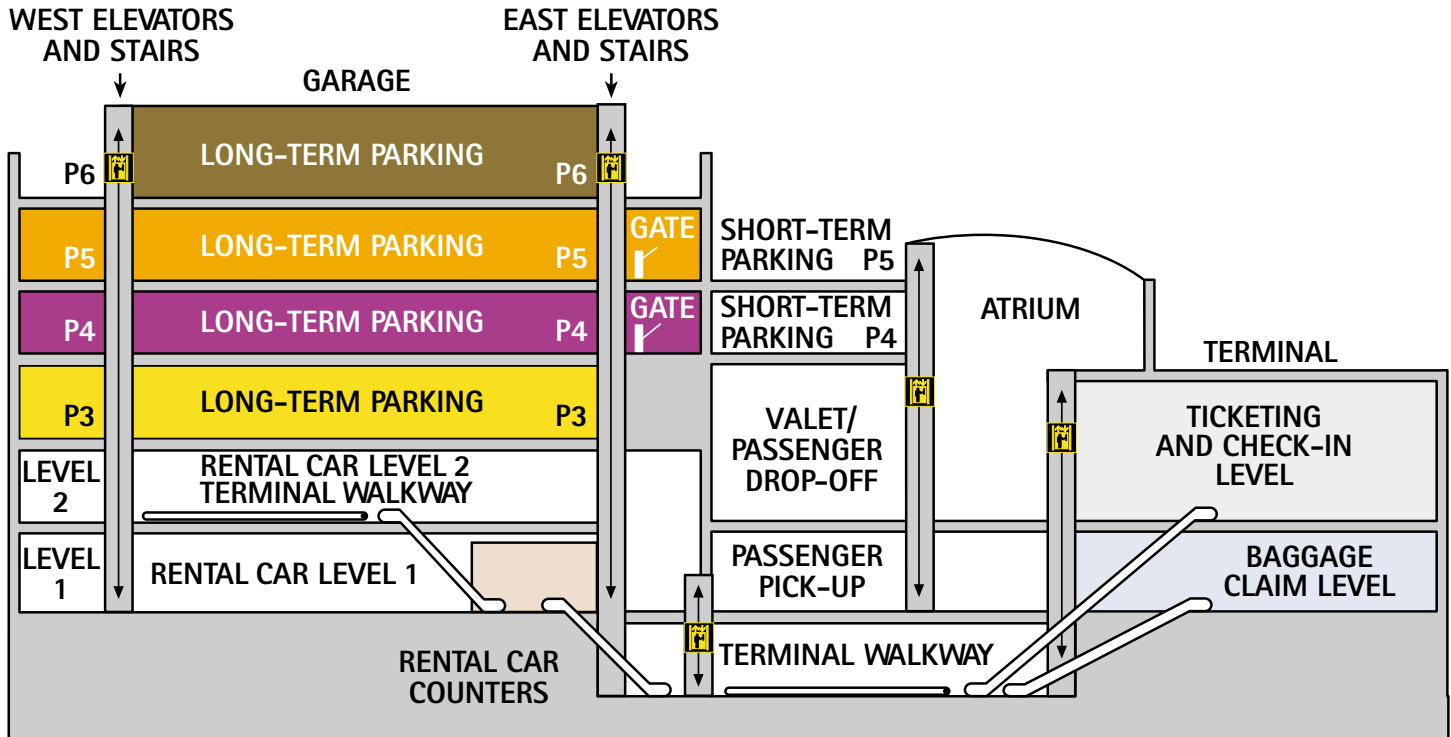 WEST ELEVATORS
AND STAIRS
EAST ELEVATORS
AND STAIRS
GARAGE
P6
LONG-TERM PARKING
P6
P5
LONG-TERM PARKING
P5
GATE
SHORT-TERM
PARKING P5
P4
LONG-TERM PARKING
P4
GATE
SHORT-TERM
PARKING P4
ATRIUM
TERMINAL
P3
LONG-TERM PARKING
P3
VALET/
PASSENGER
DROP-OFF
TICKETING
AND CHECK-IN
LEVEL
LEVEL
2
RENTAL CAR LEVEL 2
TERMINAL WALKWAY
LEVEL
1
RENTAL CAR LEVEL 1
PASSENGER
PICK-UP
BAGGAGE
CLAIM LEVEL
RENTAL CAR
COUNTERS
TERMINAL WALKWAY